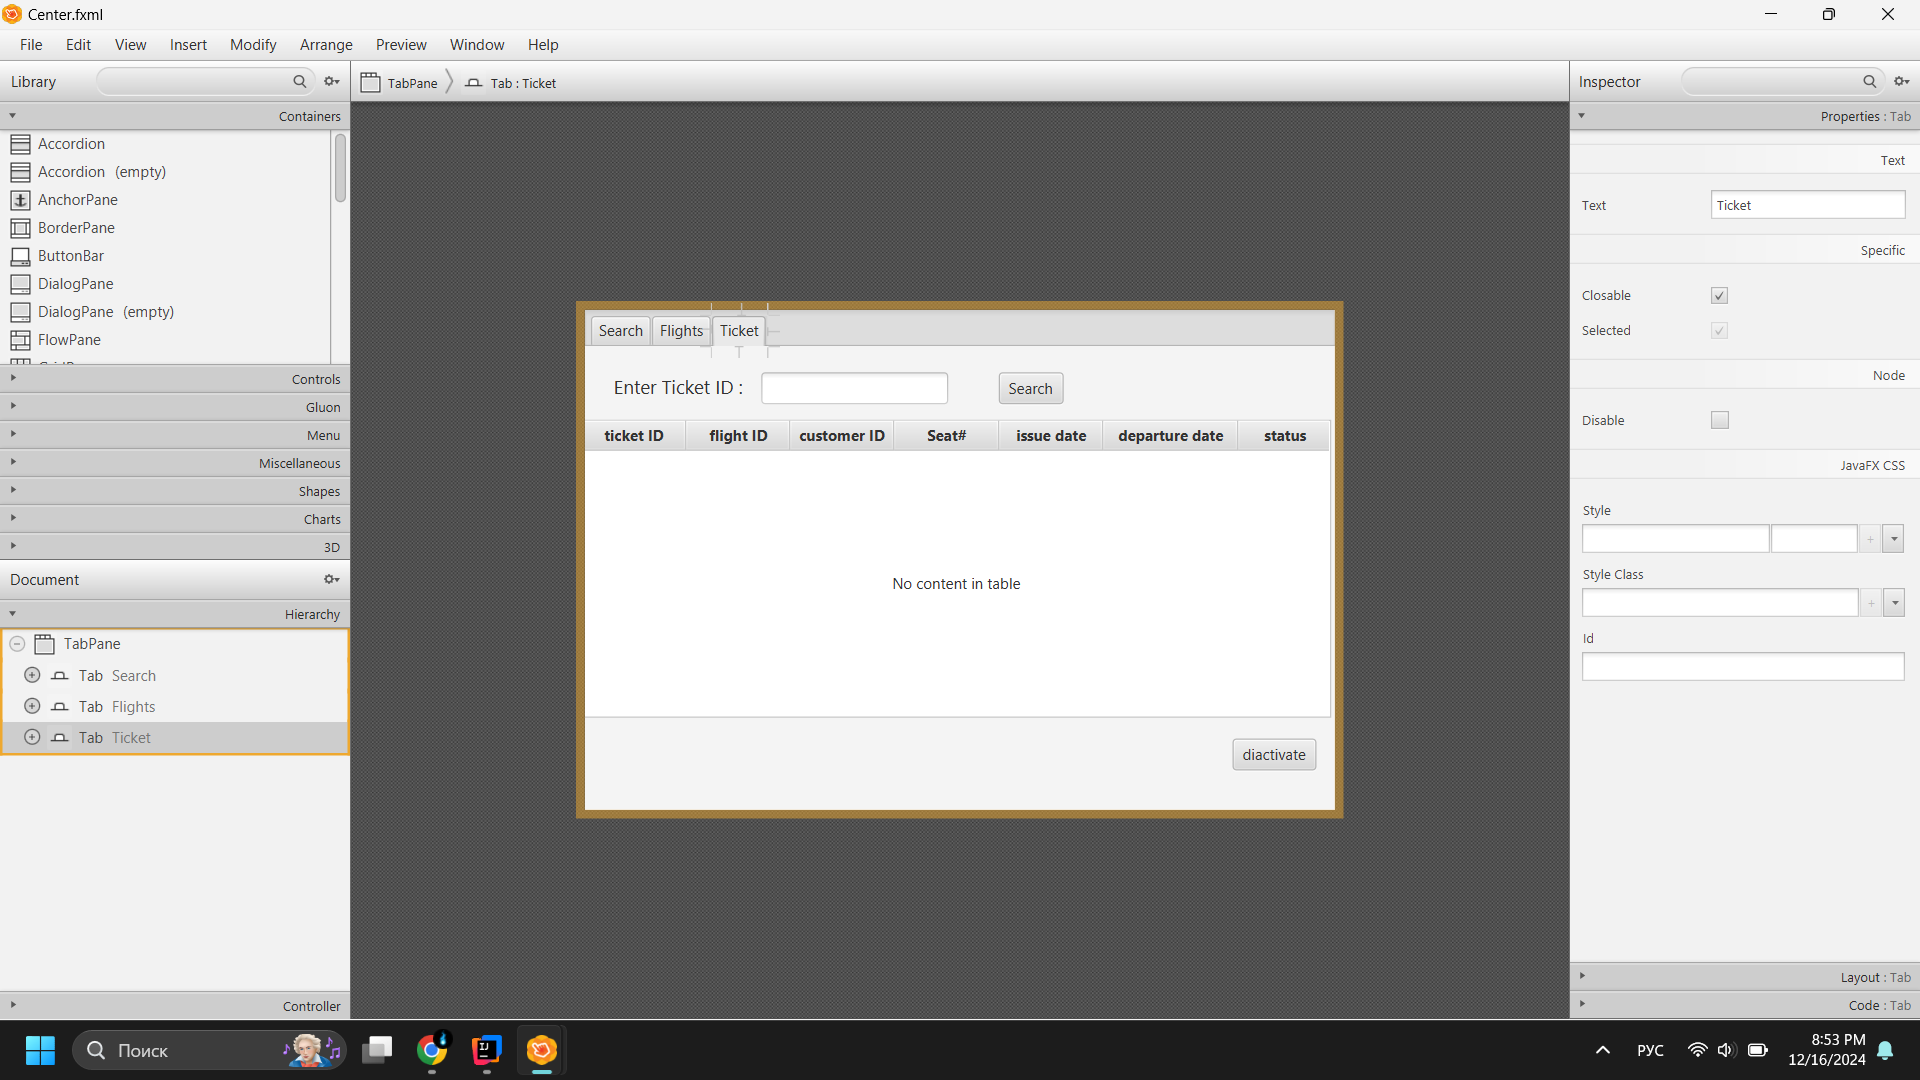 Center.fxml
File Edit View Insert Modify Arrange Preview Window Help
Library
Containers
Accordion
Accordion (empty)
AnchorPane
BorderPane
ButtonBar
DialogPane
DialogPane (empty)
FlowPane
Controls
Gluon
Menu
Miscellaneous
Shapes
Charts
3D
Document
Hierarchy
TabPane
Tab Search
Tab Flights
Tab Ticket
Controller
TabPane Tab : Ticket
Search Flights Ticket
Enter Ticket ID : Search
ticket ID flight ID customer ID Seat# issue date departure date status
No content in table
diactivate
Inspector
Properties : Tab
Text
Text Ticket
Specific
Closable
Selected
Node
Disable
JavaFX CSS
Style
Style Class
Id
Layout : Tab
Code : Tab
Поиск
РУС
8:53 PM
12/16/2024